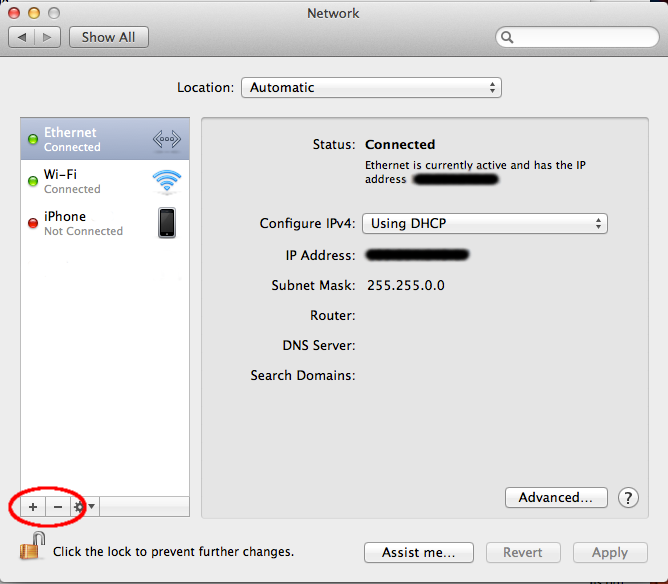 Network
Show All
Location: Automatic
Ethernet
Connected
Wi-Fi
Connected
iPhone
Not Connected
Status: Connected
Ethernet is currently active and has the IP
address
Configure IPv4: Using DHCP
IP Address:
Subnet Mask: 255.255.0.0
Router:
DNS Server:
Search Domains:
+ −
Advanced... ?
Click the lock to prevent further changes.
Assist me... Revert Apply